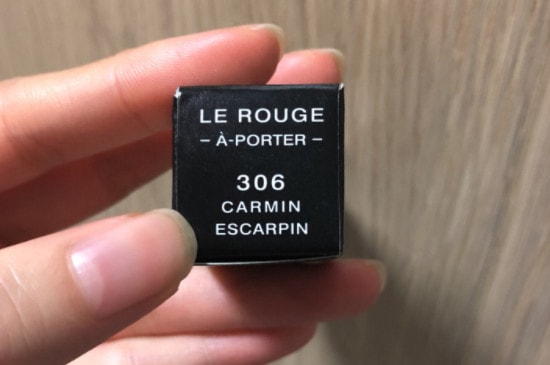 LE ROUGE
– À-PORTER –
306
CARMIN
ESCARPIN